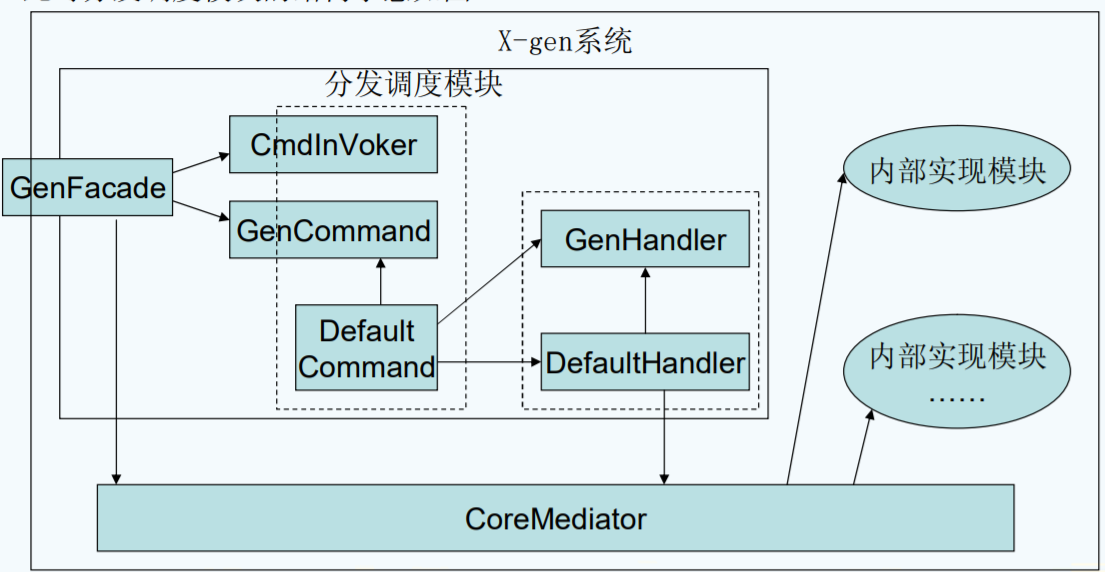 X-gen系统
分发调度模块
CmdInVoker
GenFacade
GenCommand
GenHandler
Default
Command
DefaultHandler
内部实现模块
内部实现模块
……
CoreMediator